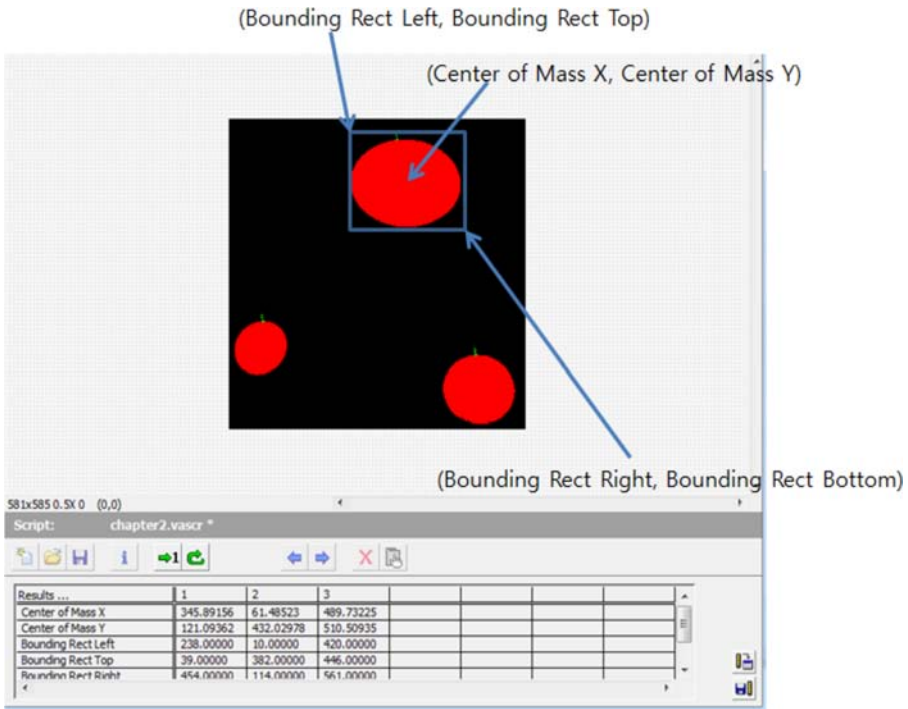 (Bounding Rect Left, Bounding Rect Top)
(Center of Mass X, Center of Mass Y)
(Bounding Rect Right, Bounding Rect Bottom)
581x585 0.5X 0 (0,0)
Script: chapter2.vascr *
1
Results ... 1 2 3
Center of Mass X 345.89156 61.48523 489.73225
Center of Mass Y 121.09362 432.02978 510.50935
Bounding Rect Left 238.00000 10.00000 420.00000
Bounding Rect Top 39.00000 382.00000 446.00000
Bounding Rect Right 454.00000 114.00000 561.00000